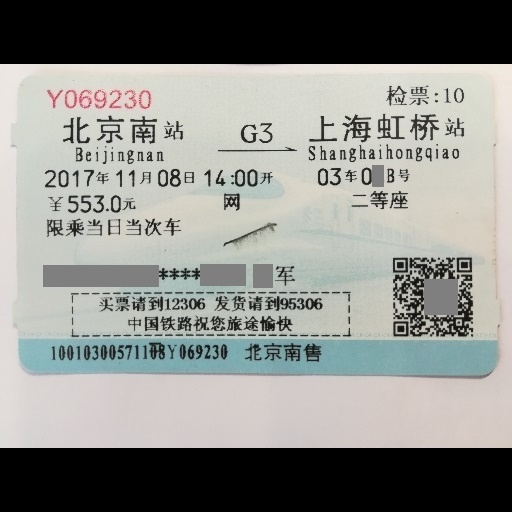 Y069230 检票:10
北京南站 G3 上海虹桥站
Beijingnan Shanghaihongqiao
2017年11月08日 14:00开 03车0 B号
￥553.0元 网 二等座
限乘当日当次车
**** 军
买票请到12306 发货请到95306
中国铁路祝您旅途愉快
10010300571108Y069230 北京南售